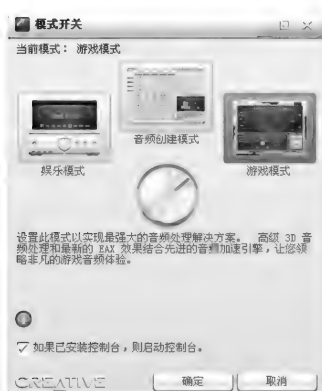 模式开关
当前模式： 游戏模式
音频创建模式
娱乐模式
游戏模式
设置此模式以实现最强大的音频处理解决方案。 高级 3D 音
频处理和最新的 EAX 效果结合先进的音频加速引擎，让您领
略非凡的游戏音频体验。
如果已安装控制台，则启动控制台。
CREATIVE
确定
取消